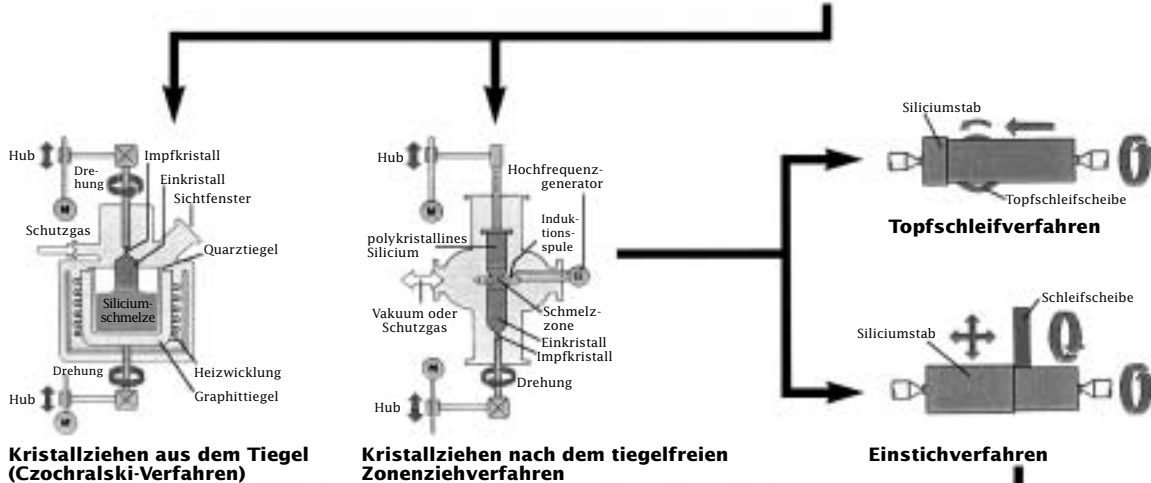 Hub
Dre-
hung
Impfkristall
Einkristall
Sichtfenster
Schutzgas
Quarztiegel
Silicium-
schmelze
Drehung
Heizwicklung
Graphittiegel
Hub
M
M
Kristallziehen aus dem Tiegel
(Czochralski-Verfahren)
Hub
M
Hochfrequenz-
generator
Induk-
tions-
spule
polykristallines
Silicium
Vakuum oder
Schutzgas
Schmelz-
zone
Einkristall
Impfkristall
Drehung
M
Hub
Kristallziehen nach dem tiegelfreien
Zonenziehverfahren
Siliciumstab
Topfschleifscheibe
Topfschleifverfahren
Schleifscheibe
Siliciumstab
Einstichverfahren